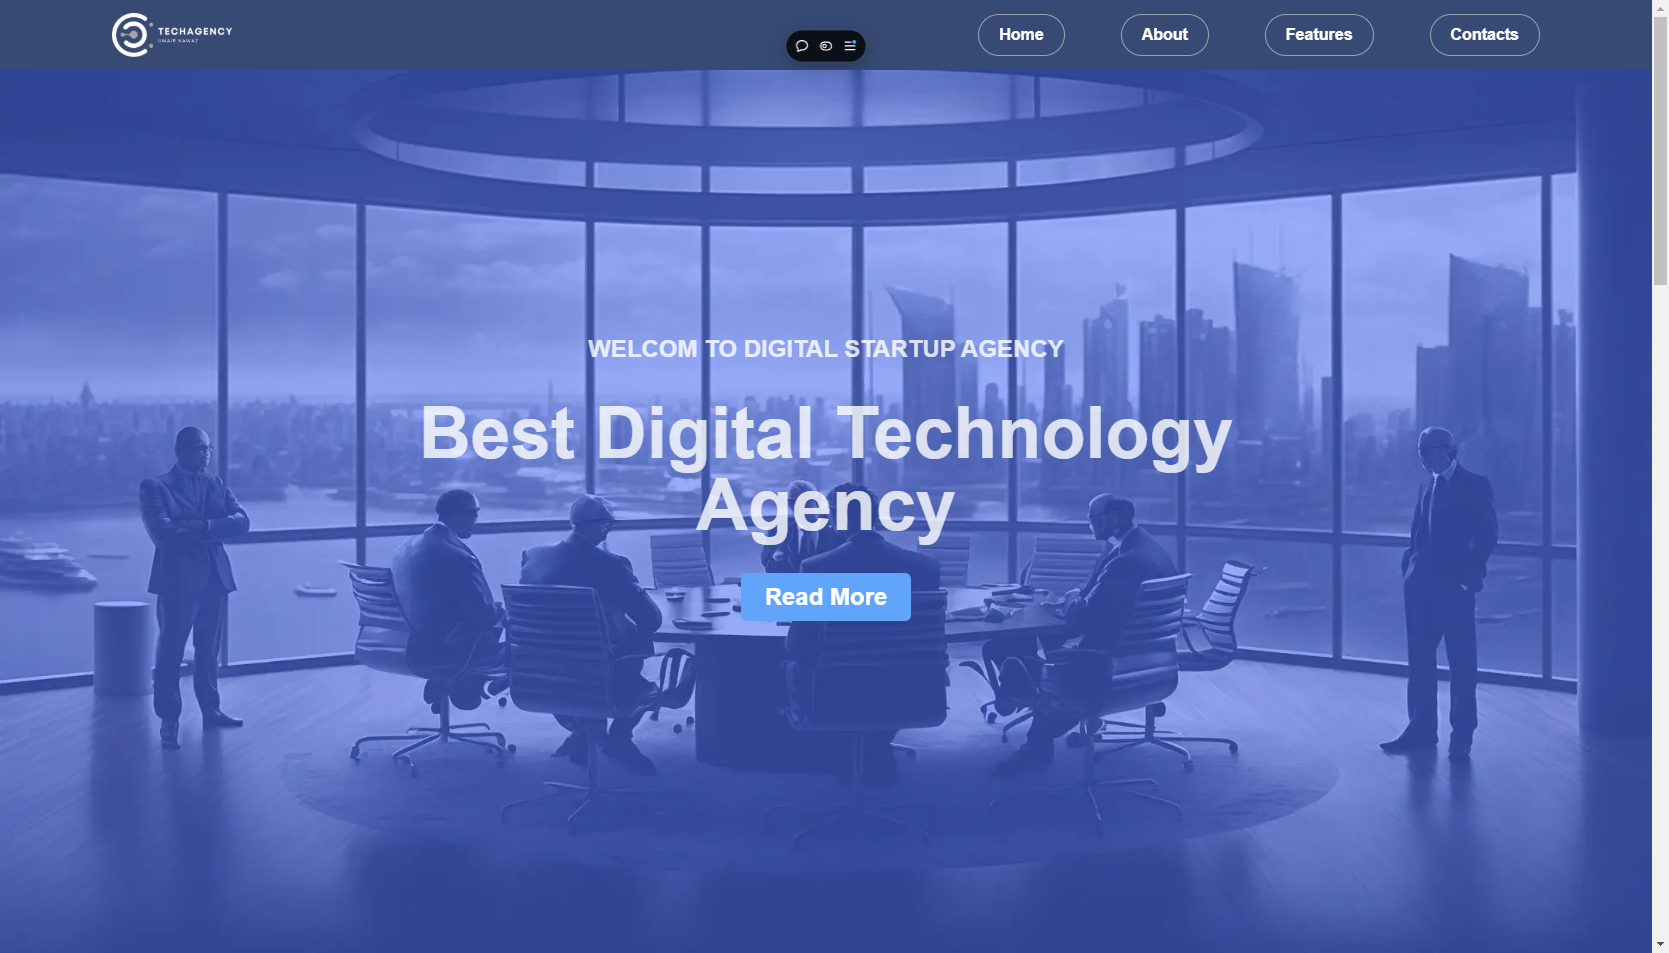 TECHAGENCY
UMAIR NAWAZ
Home
About
Features
Contacts
WELCOM TO DIGITAL STARTUP AGENCY
Best Digital Technology
Agency
Read More